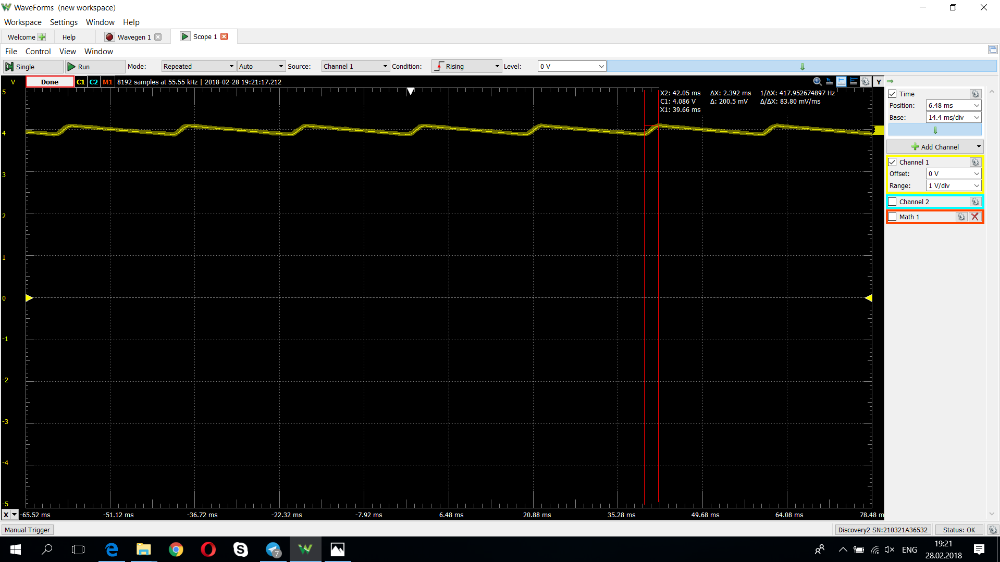 WaveForms (new workspace)
Workspace Settings Window Help
Welcome Help Wavegen 1 Scope 1
File Control View Window
Single Run Mode: Repeated Auto Source: Channel 1 Condition: Rising Level: 0 V
V Done C1 C2 M1 8192 samples at 55.55 kHz | 2018-02-28 19:21:17.212 Y
X2: 42.05 ms ΔX: 2.392 ms 1/ΔX: 417.952674897 Hz
C1: 4.086 V Δ: 200.5 mV Δ/ΔX: 83.80 mV/ms
X1: 39.66 ms
5
4
3
2
1
0
-1
-2
-3
-4
-5
X -65.52 ms -51.12 ms -36.72 ms -22.32 ms -7.92 ms 6.48 ms 20.88 ms 35.28 ms 49.68 ms 64.08 ms 78.48 m
Time
Position: 6.48 ms
Base: 14.4 ms/div
Add Channel
Channel 1
Offset: 0 V
Range: 1 V/div
Channel 2
Math 1
Manual Trigger Discovery2 SN:210321A36532 Status: OK
7 ENG 19:21
28.02.2018